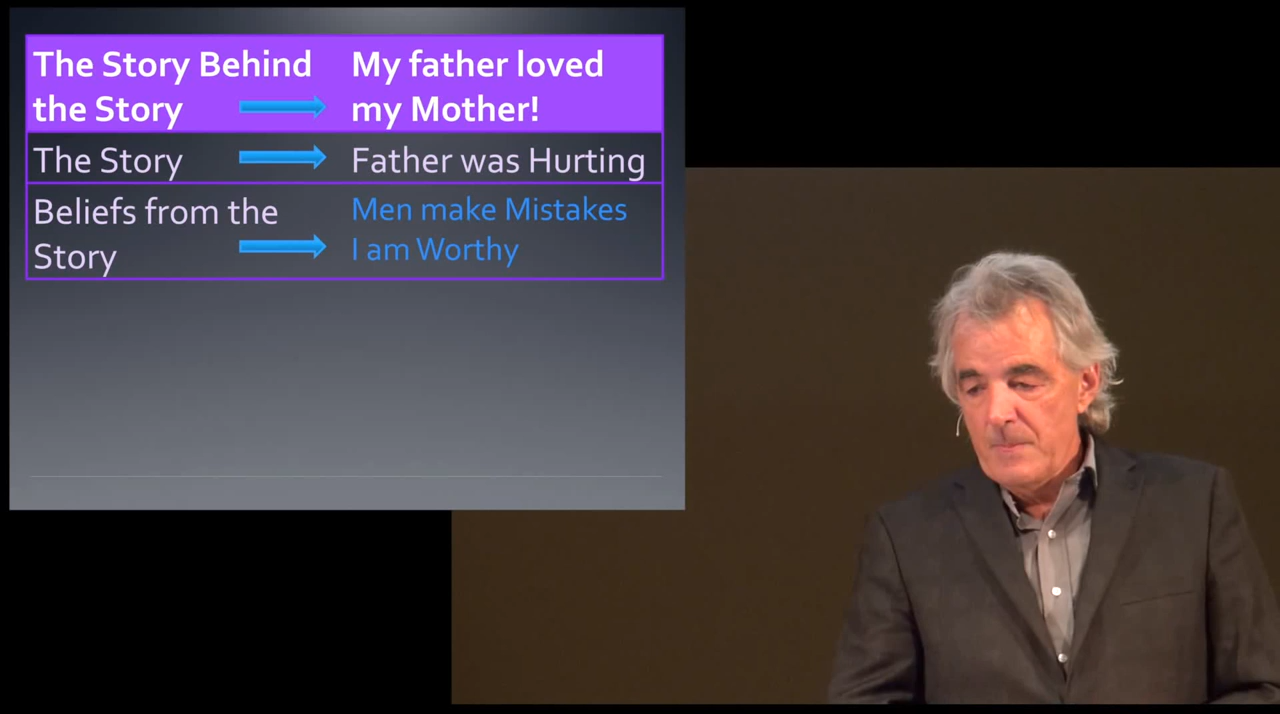 The Story Behind
the Story
My father loved
my Mother!
The Story
Father was Hurting
Beliefs from the
Story
Men make Mistakes
I am Worthy